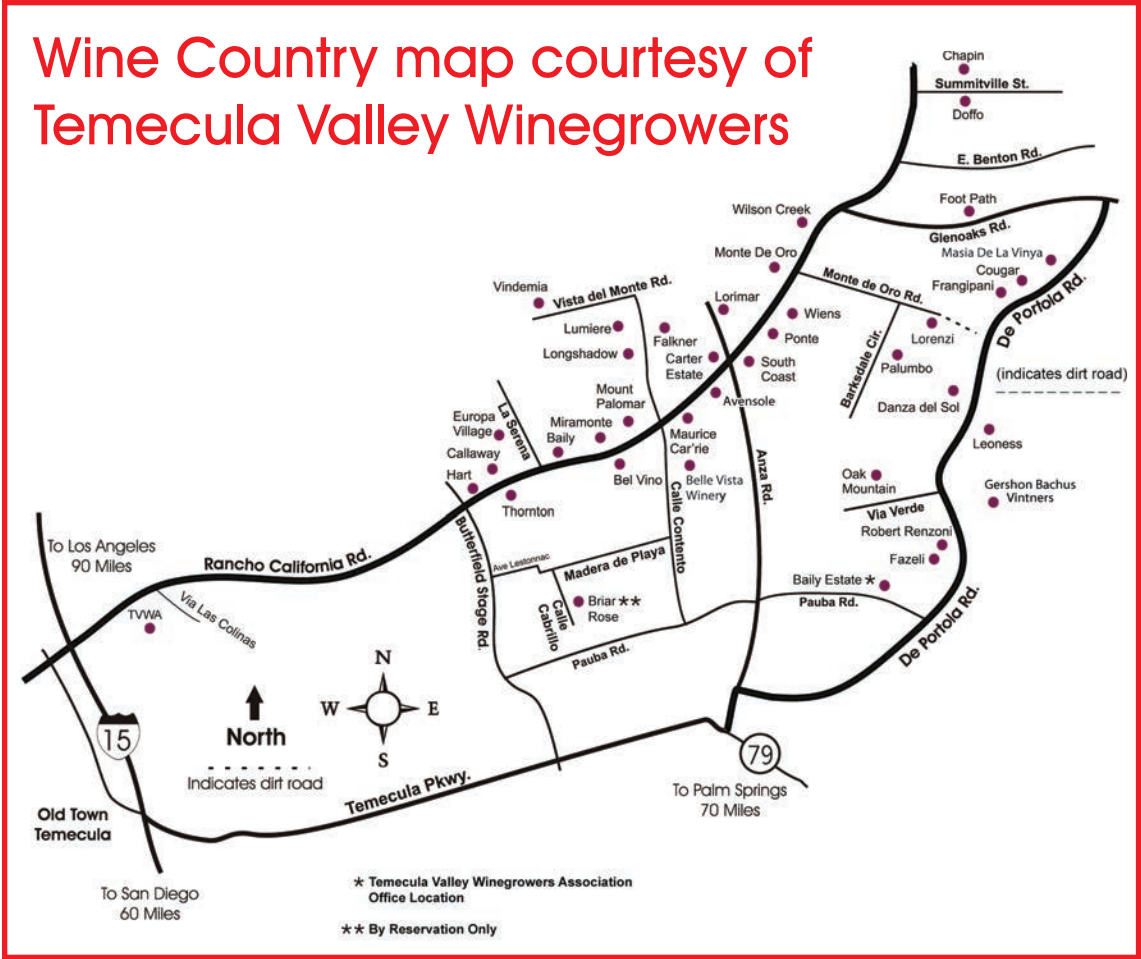 Wine Country map courtesy of
Temecula Valley Winegrowers
Chapin
Summitville St.
Doffo
E. Benton Rd.
Foot Path
Glenoaks Rd.
Wilson Creek
Masia De La Vinya
Cougar
Frangipani
De Portola Rd.
Monte De Oro
Monte de Oro Rd.
Vindemia
Vista del Monte Rd.
Lorimar
Wiens
Lumiere
Falkner
Ponte
Lorenzi
Longshadow
Carter
Estate
South
Coast
Barksdale Cir.
Palumbo
(indicates dirt road)
Mount
Palomar
Avensole
Danza del Sol
La Serena
Europa
Village
Miramonte
Baily
Maurice
Car'rie
Leoness
Callaway
Hart
Bel Vino
Belle Vista
Winery
Anza Rd.
Oak
Mountain
Gershon Bachus
Vintners
Thornton
Calle Contento
Via Verde
Robert Renzoni
To Los Angeles
90 Miles
Rancho California Rd.
Butterfield Stage Rd.
Ave Lestonnac
Madera de Playa
Fazeli
Baily Estate *
Pauba Rd.
TVWA
Via Las Colinas
Calle
Cabrillo
Briar **
Rose
Pauba Rd.
De Portola Rd.
N
W
E
S
North
Indicates dirt road
15
79
To Palm Springs
70 Miles
Temecula Pkwy.
Old Town
Temecula
To San Diego
60 Miles
* Temecula Valley Winegrowers Association
Office Location
** By Reservation Only